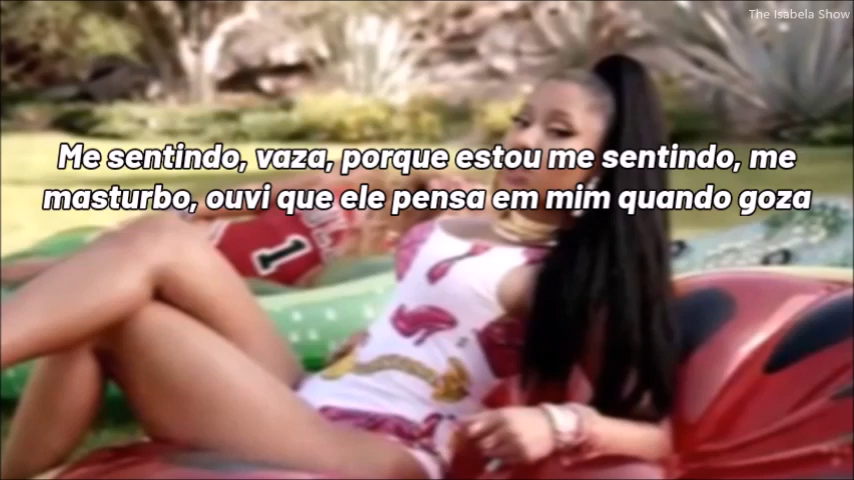 The Isabela Show
Me sentindo, vaza, porque estou me sentindo, me
masturbo, ouvi que ele pensa em mim quando goza
1